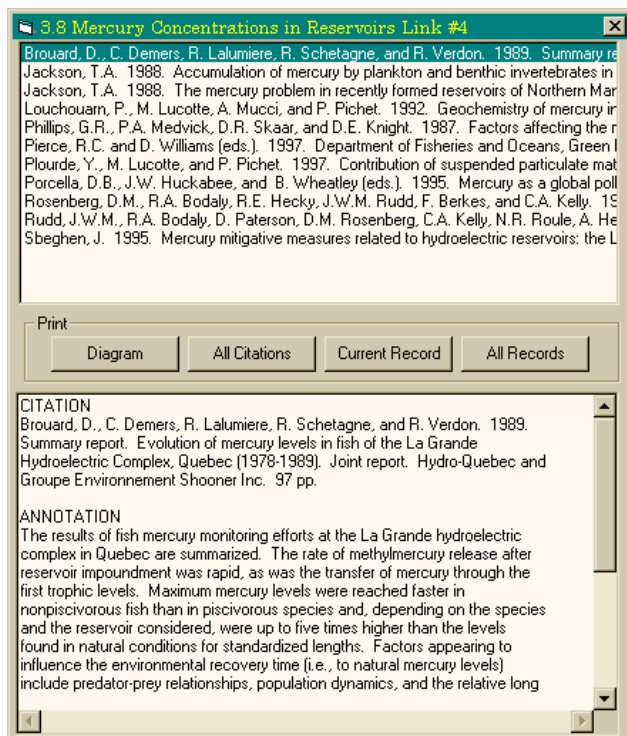 3.8 Mercury Concentrations in Reservoirs Link #4
Brouard, D., C. Demers, R. Lalumiere, R. Schetagne, and R. Verdon. 1989. Summary re
Jackson, T.A. 1988. Accumulation of mercury by plankton and benthic invertebrates in
Jackson, T.A. 1988. The mercury problem in recently formed reservoirs of Northern Mar
Louchouarn, P., M. Lucotte, A. Mucci, and P. Pichet. 1992. Geochemistry of mercury in
Phillips, G.R., P.A. Medvick, D.R. Skaar, and D.E. Knight. 1987. Factors affecting the r
Pierce, R.C. and D. Williams (eds.). 1997. Department of Fisheries and Oceans, Green
Plourde, Y., M. Lucotte, and P. Pichet. 1997. Contribution of suspended particulate mat
Porcella, D.B., J.W. Huckabee, and B. Wheatley (eds.). 1995. Mercury as a global poll
Rosenberg, D.M., R.A. Bodaly, R.E. Hecky, J.W.M. Rudd, F. Berkes, and C.A. Kelly. 19
Rudd, J.W.M., R.A. Bodaly, D. Paterson, D.M. Rosenberg, C.A. Kelly, N.R. Roule, A. He
Sbeghen, J. 1995. Mercury mitigative measures related to hydroelectric reservoirs: the L
Print
Diagram All Citations Current Record All Records
CITATION
Brouard, D., C. Demers, R. Lalumiere, R. Schetagne, and R. Verdon. 1989.
Summary report. Evolution of mercury levels in fish of the La Grande
Hydroelectric Complex, Quebec (1978-1989). Joint report. Hydro-Quebec and
Groupe Environnement Shooner Inc. 97 pp.
ANNOTATION
The results of fish mercury monitoring efforts at the La Grande hydroelectric
complex in Quebec are summarized. The rate of methylmercury release after
reservoir impoundment was rapid, as was the transfer of mercury through the
first trophic levels. Maximum mercury levels were reached faster in
nonpiscivorous fish than in piscivorous species and, depending on the species
and the reservoir considered, were up to five times higher than the levels
found in natural conditions for standardized lengths. Factors appearing to
influence the environmental recovery time (i.e., to natural mercury levels)
include predator-prey relationships, population dynamics, and the relative long